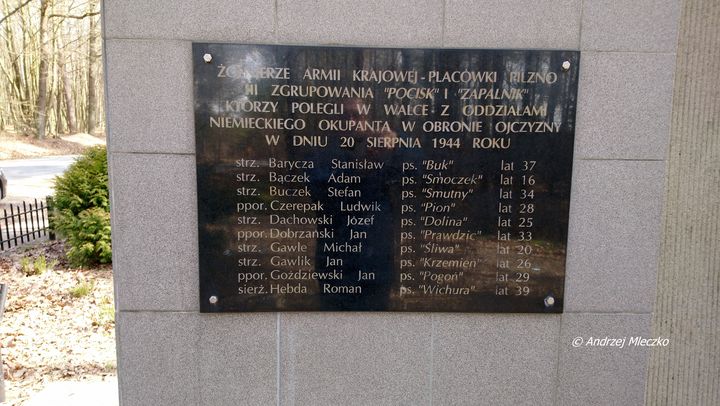 ŻOŁNIERZE ARMII KRAJOWEJ - PLACÓWKI PILZNO
III ZGRUPOWANIA "POCISK" I "ZAPALNIK"
KTÓRZY POLEGLI W WALCE Z ODDZIAŁAMI
NIEMIECKIEGO OKUPANTA W OBRONIE OJCZYZNY
W DNIU 20 SIERPNIA 1944 ROKU
strz. Barycza Stanisław ps. "Buk" lat 37
strz. Bączek Adam ps. "Smoczek" lat 16
strz. Buczek Stefan ps. "Smutny" lat 34
ppor. Czerepak Ludwik ps. "Pion" lat 28
strz. Dachowski Józef ps. "Dolina" lat 25
ppor. Dobrzański Jan ps. "Prawdzic" lat 33
strz. Gawle Michał ps. "Śliwa" lat 20
strz. Gawlik Jan ps. "Krzemień" lat 26
ppor. Goździewski Jan ps. "Pogoń" lat 29
sierż. Hebda Roman ps. "Wichura" lat 39
© Andrzej Mleczko